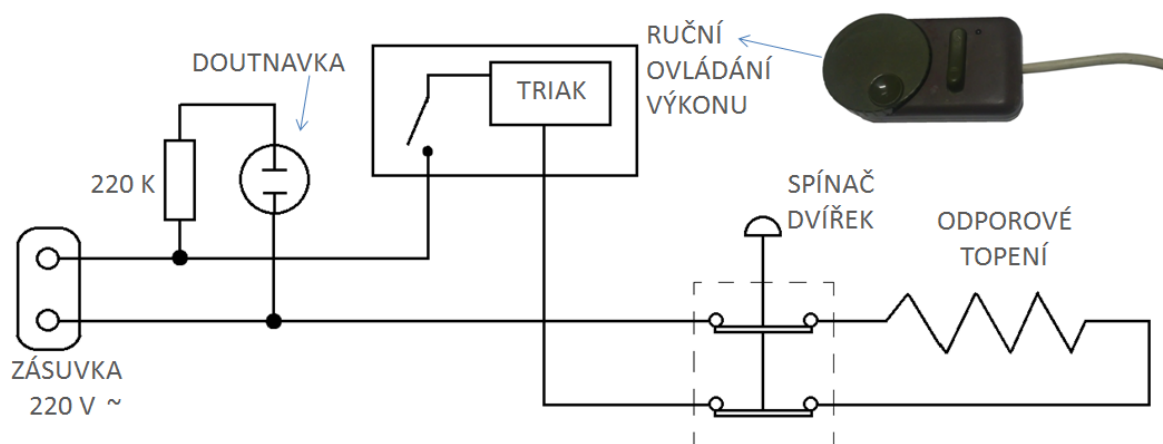 DOUTNAVKA
220 K
TRIAK
RUČNÍ
OVLÁDÁNÍ
VÝKONU
SPÍNAČ
DVÍŘEK
ODPOROVÉ
TOPENÍ
ZÁSUVKA
220 V ~